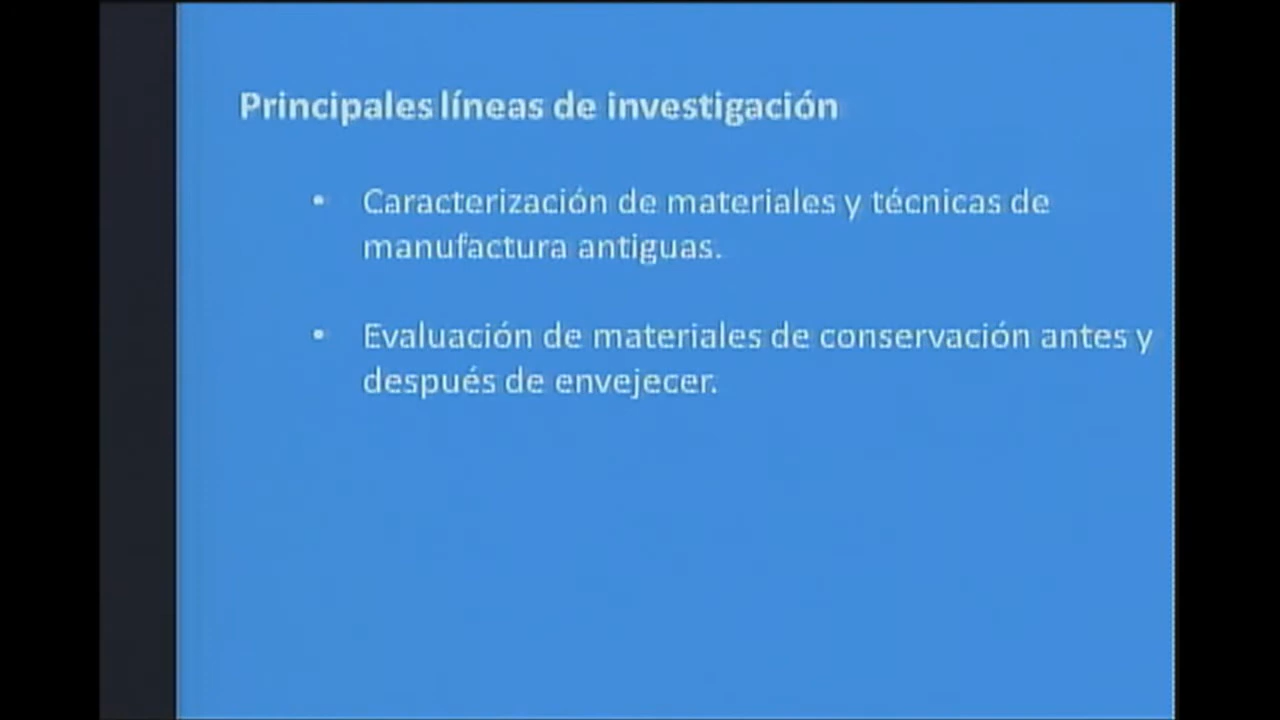 Principales líneas de investigación
• Caracterización de materiales y técnicas de
manufactura antiguas.
• Evaluación de materiales de conservación antes y
después de envejecer.